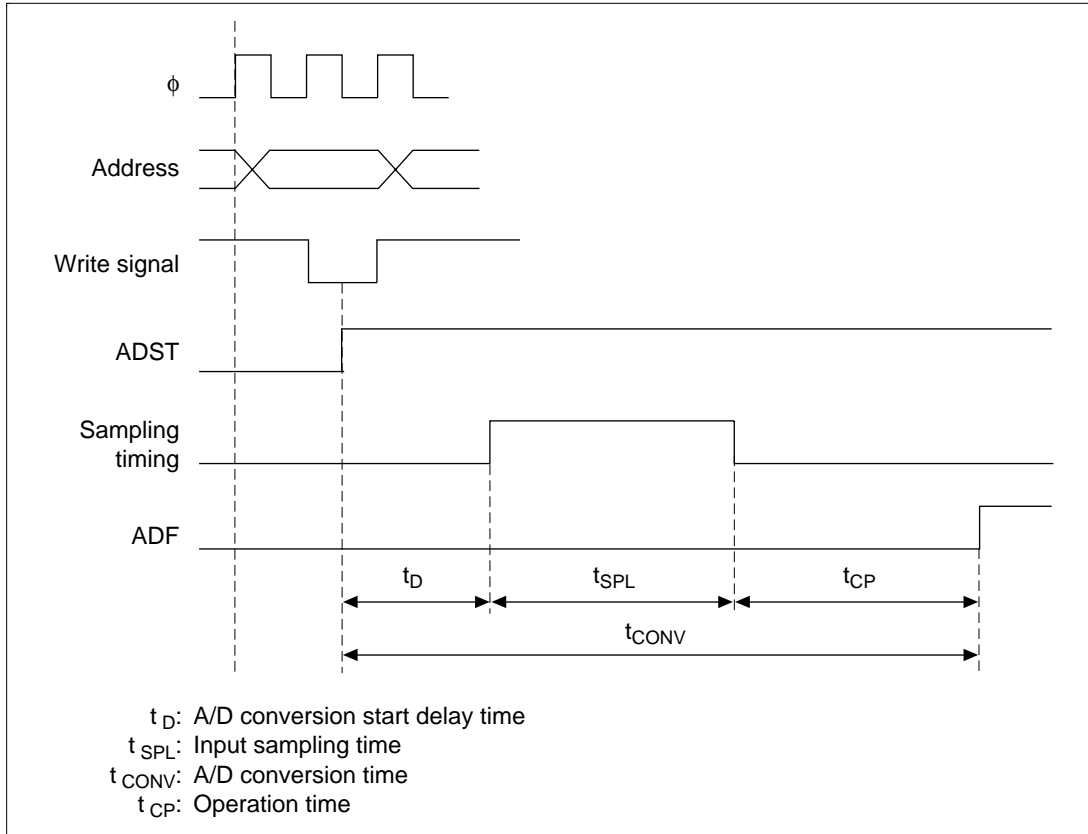 ϕ
Address
Write signal
ADST
Sampling
timing
ADF
tD
tSPL
tCP
tCONV
tD: A/D conversion start delay time
tSPL: Input sampling time
tCONV: A/D conversion time
tCP: Operation time